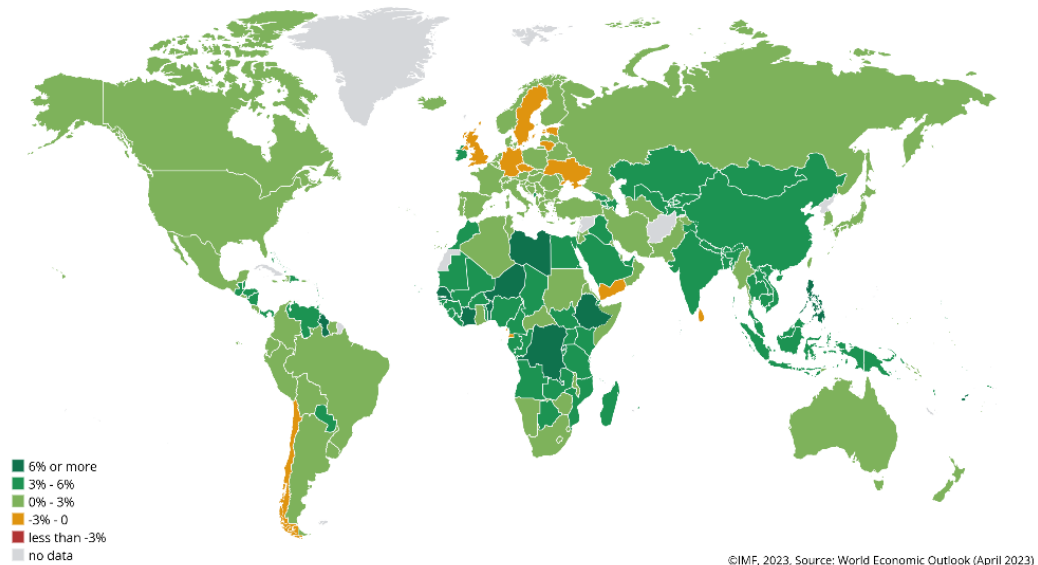 6% or more
3% - 6%
0% - 3%
-3% - 0
less than -3%
no data
©IMF, 2023, Source: World Economic Outlook (April 2023)